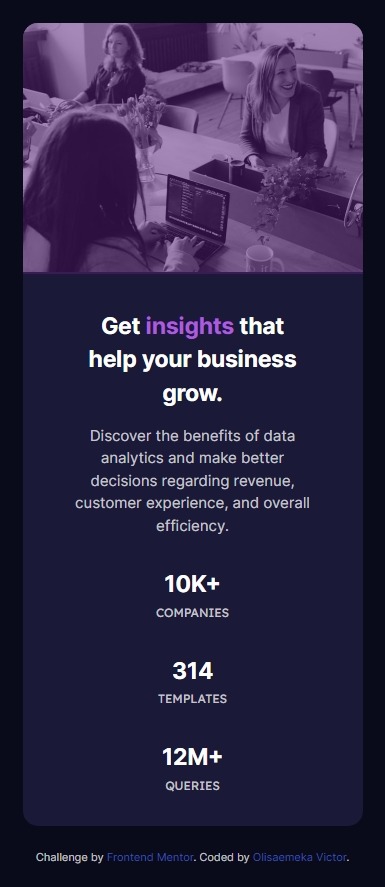 Get insights that
help your business
grow.
Discover the benefits of data
analytics and make better
decisions regarding revenue,
customer experience, and overall
efficiency.
10K+
COMPANIES
314
TEMPLATES
12M+
QUERIES
Challenge by Frontend Mentor. Coded by Olisaemeka Victor.